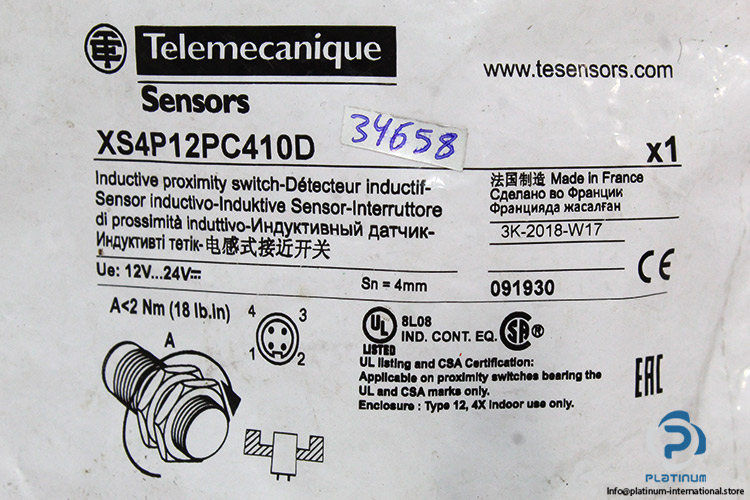 Telemecanique
Sensors
www.tesensors.com
XS4P12PC410D
34658
x1
Inductive proximity switch-Détecteur inductif-
Sensor inductivo-Induktive Sensor-Interruttore
di prossimità induttivo-Индуктивный датчик-
Индуктивті тетік-电感式接近开关
法国制造 Made in France
Сделано во Франции
Францияда жасалған
3K-2018-W17
Ue: 12V...24V
Sn = 4mm
091930
CE
A<2 Nm (18 lb.in)
A
4 3
1 2
UL
LISTED
8L08
IND. CONT. EQ.
SA
UL listing and CSA Certification:
Applicable on proximity switches bearing the
UL and CSA marks only.
Enclosure : Type 12, 4X indoor use only.
EAC
PLATINUM
Info@platinum-international.store